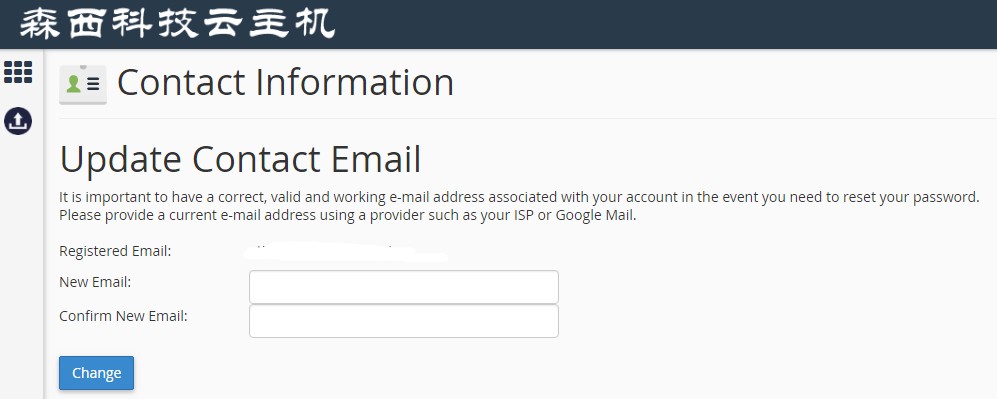 森西科技云主机
Contact Information
Update Contact Email
It is important to have a correct, valid and working e-mail address associated with your account in the event you need to reset your password.
Please provide a current e-mail address using a provider such as your ISP or Google Mail.
Registered Email:
New Email:
Confirm New Email:
Change